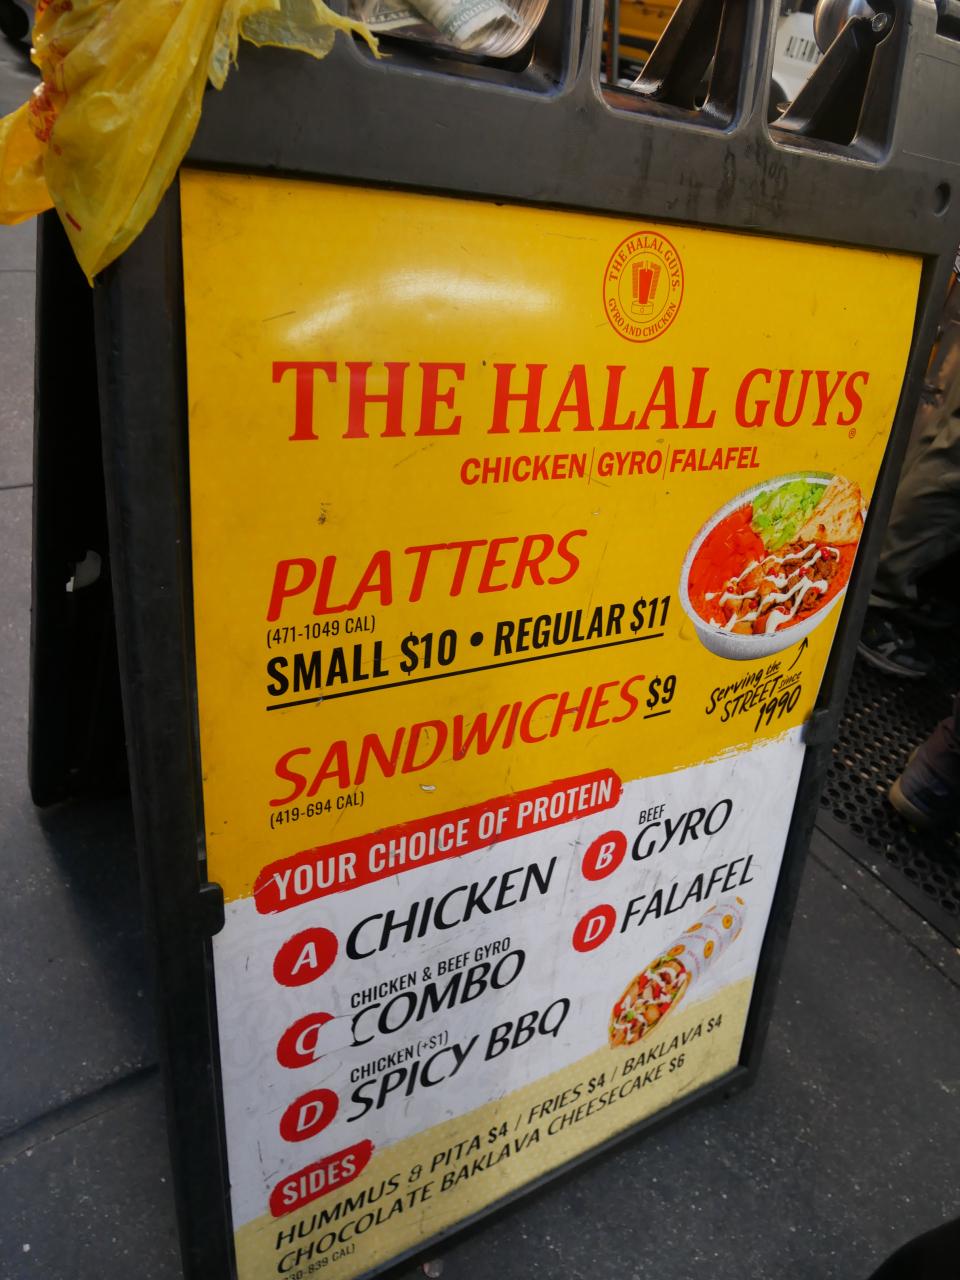 ALTAW
THE HALAL GUYS®
GYRO AND CHICKEN
THE HALAL GUYS®
CHICKEN|GYRO|FALAFEL
PLATTERS
(471-1049 CAL)
SMALL $10 • REGULAR $11
Serving the
STREET since
1990
SANDWICHES $9
(419-694 CAL)
YOUR CHOICE OF PROTEIN
A CHICKEN
BEEF
B GYRO
CHICKEN & BEEF GYRO
C COMBO
D FALAFEL
CHICKEN (+$1)
D SPICY BBQ
SIDES
HUMMUS & PITA $4 / FRIES $4 / BAKLAVA $4
CHOCOLATE BAKLAVA CHEESECAKE $6
CAL)